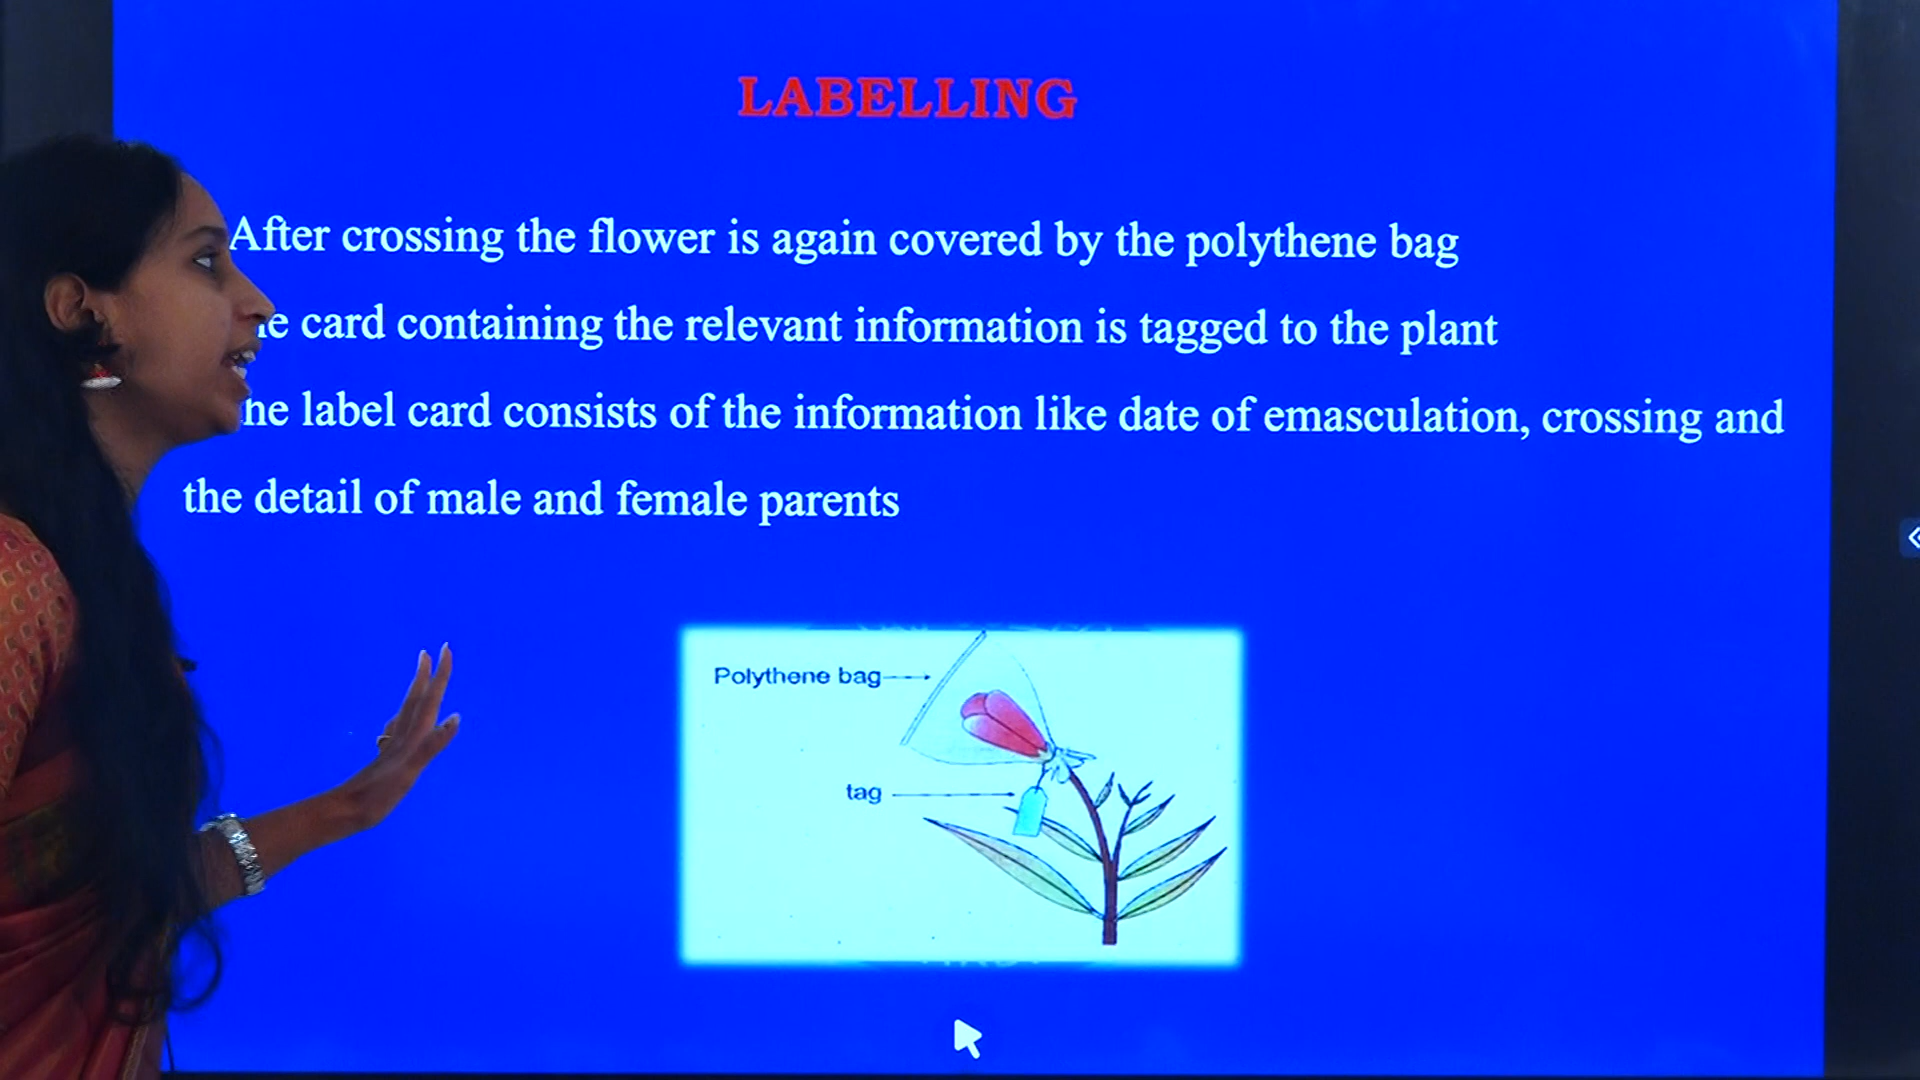 LABELLING
After crossing the flower is again covered by the polythene bag
card containing the relevant information is tagged to the plant
label card consists of the information like date of emasculation, crossing and
the detail of male and female parents
Polythene bag
tag